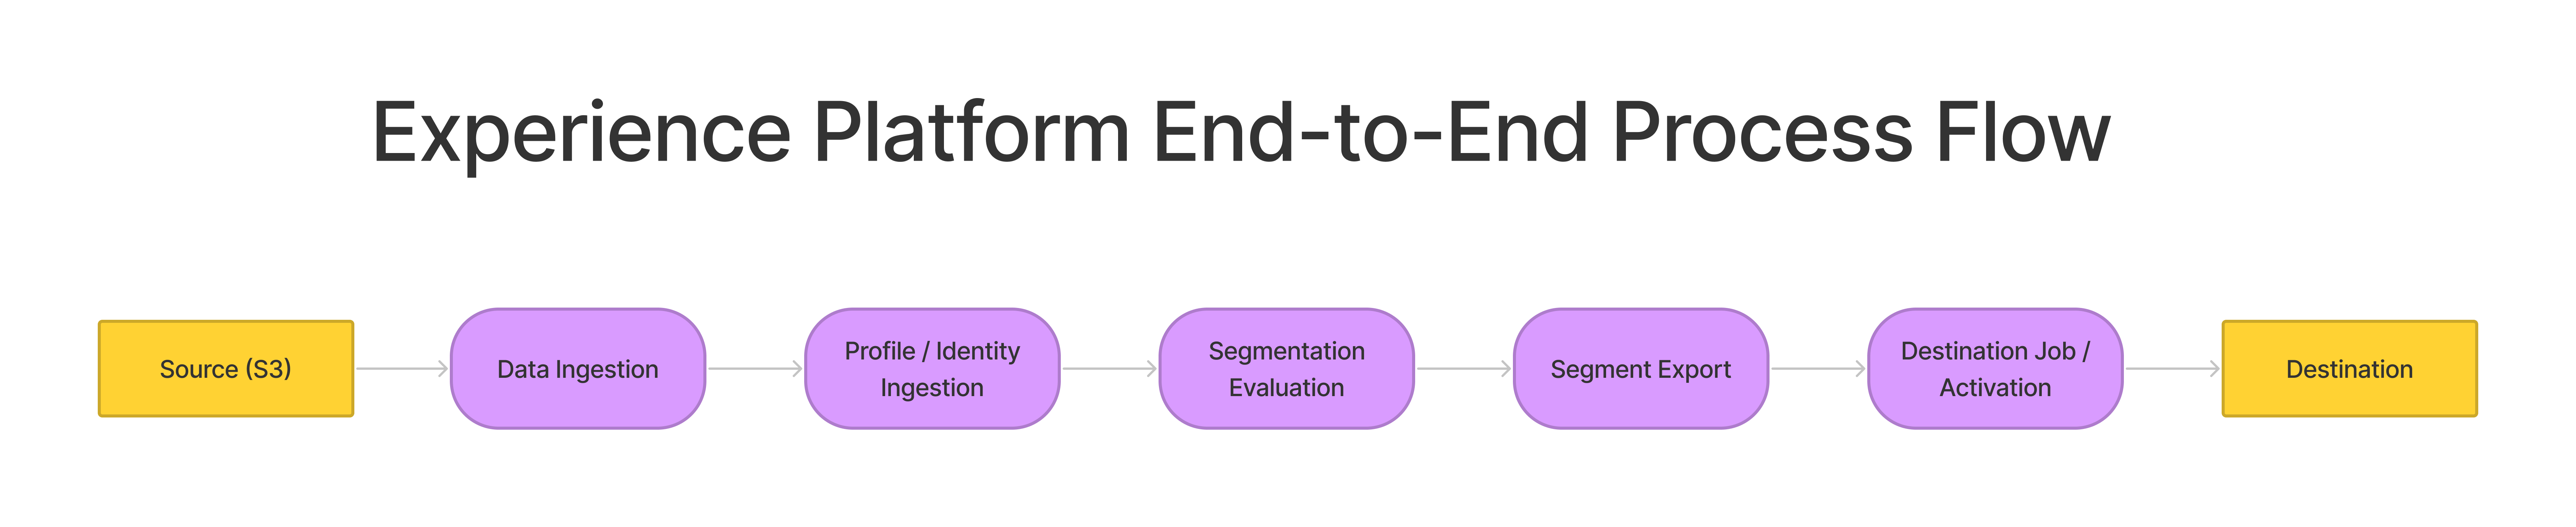 Experience Platform End-to-End Process Flow
Source (S3)
Data Ingestion
Profile / Identity
Ingestion
Segmentation
Evaluation
Segment Export
Destination Job /
Activation
Destination